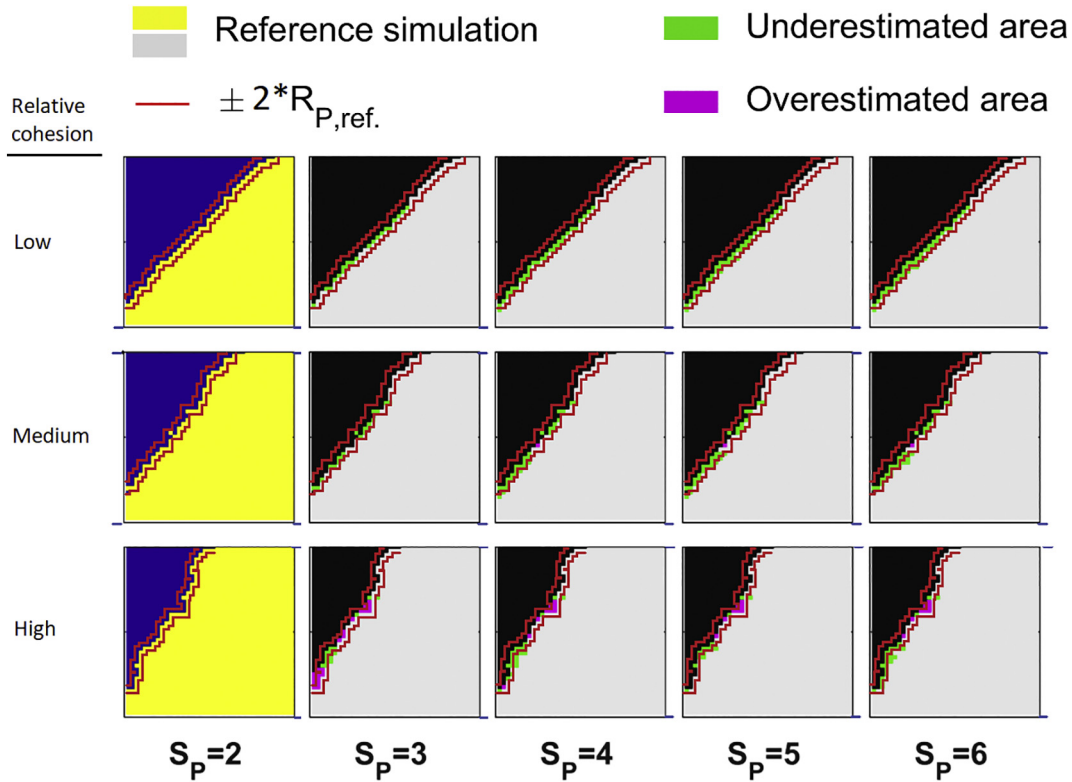 Reference simulation
Underestimated area
± 2*R_P,ref.
Overestimated area
Relative
cohesion
Low
Medium
High
S_P=2
S_P=3
S_P=4
S_P=5
S_P=6